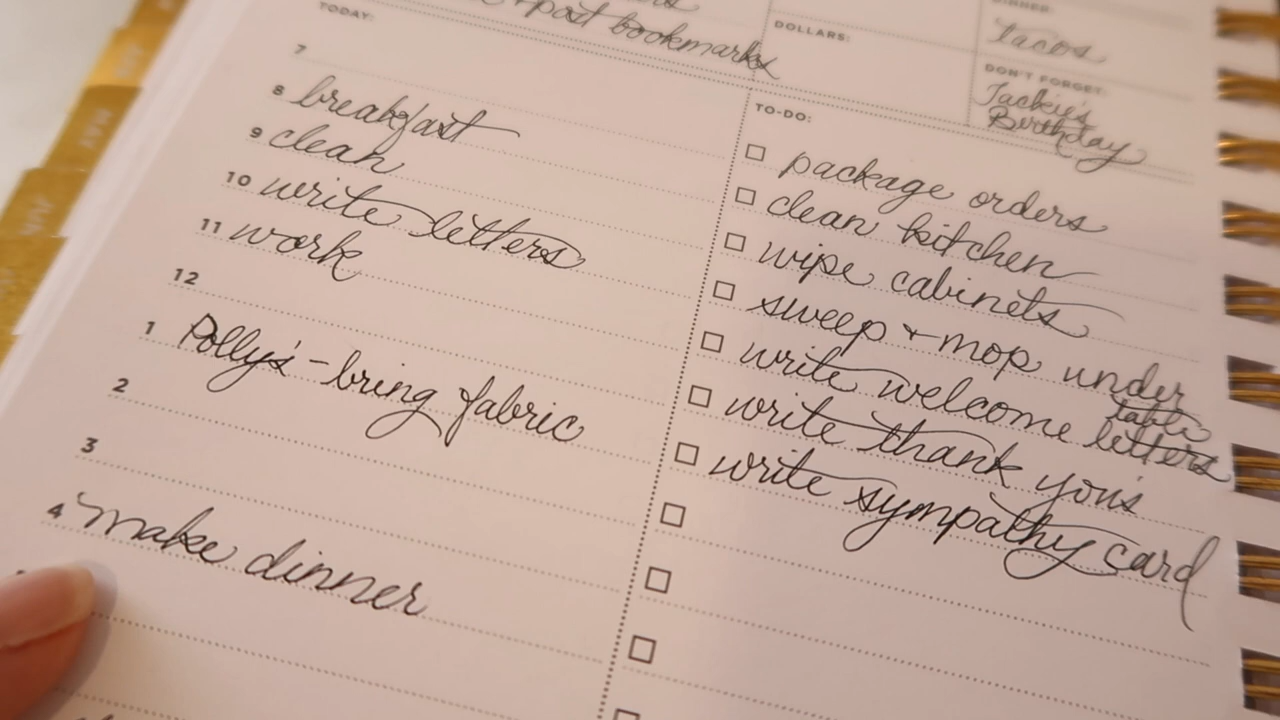 + post bookmarks
TODAY:
7
8 breakfast
9 clean
10 write letters
11 work
12
1 Polly's - bring fabric
2
3
4 make dinner
DOLLARS:
DINNER:
tacos
DON'T FORGET:
Jackie's
Birthday
TO-DO:
package orders
clean kitchen
wipe cabinets
sweep + mop under
table
write welcome letters
write thank you's
write sympathy card